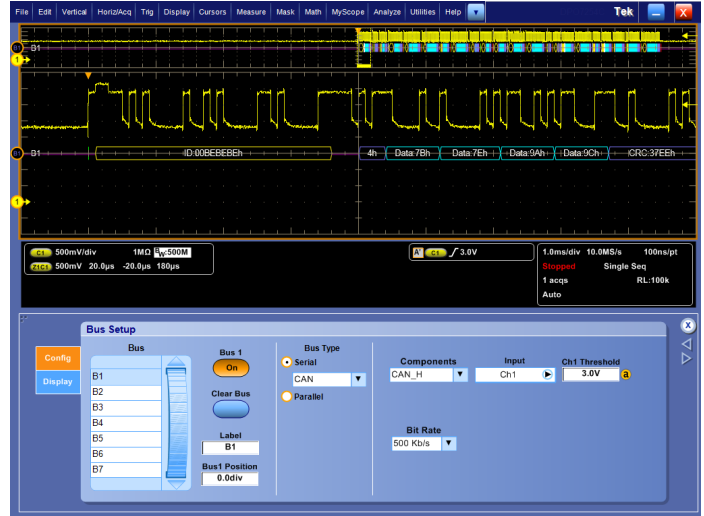 File Edit Vertical Horiz/Acq Trig Display Cursors Measure Mask Math MyScope Analyze Utilities Help Tek X
B1 B1
1
B1 B1 ID:00BEBEBEh 4h Data:7Bh Data:7Eh Data:9Ah Data:9Ch CRC:37EEh
1
C1 500mV/div 1MΩ BW:500M A' C1 3.0V 1.0ms/div 10.0MS/s 100ns/pt
Z1C1 500mV 20.0µs -20.0µs 180µs Stopped Single Seq
1 acqs RL:100k
Auto
Bus Setup X
Config Bus Bus 1 Bus Type
On Serial Components Input Ch1 Threshold
Display B1 CAN CAN_H Ch1 3.0V a
B2 Clear Bus Parallel
B3
B4 Label Bit Rate
B5 B1 500 Kb/s
B6 Bus1 Position
B7 0.0div